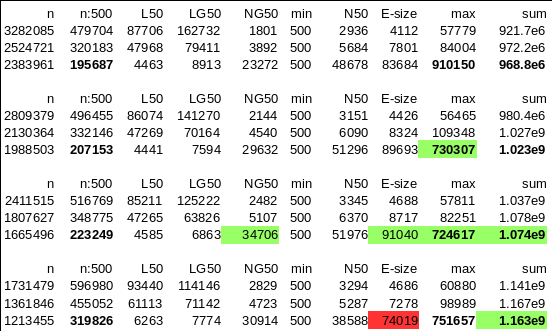 n n:500 L50 LG50 NG50 min N50 E-size max sum
3282085 479704 87706 162732 1801 500 2936 4112 57779 921.7e6
2524721 320183 47968 79411 3892 500 5684 7801 84004 972.2e6
2383961 195687 4463 8913 23272 500 48678 83684 910150 968.8e6
n n:500 L50 LG50 NG50 min N50 E-size max sum
2809379 496455 86074 141270 2144 500 3151 4426 56465 980.4e6
2130364 332146 47269 70164 4540 500 6090 8324 109348 1.027e9
1988503 207153 4441 7594 29632 500 51296 89693 730307 1.023e9
n n:500 L50 LG50 NG50 min N50 E-size max sum
2411515 516769 85211 125222 2482 500 3345 4688 57811 1.037e9
1807627 348775 47265 63826 5107 500 6370 8717 82251 1.078e9
1665496 223249 4585 6863 34706 500 51976 91040 724617 1.074e9
n n:500 L50 LG50 NG50 min N50 E-size max sum
1731479 596980 93440 114146 2829 500 3294 4686 60880 1.141e9
1361846 455052 61113 71142 4723 500 5287 7278 98989 1.167e9
1213455 319826 6263 7774 30914 500 38588 74019 751657 1.163e9